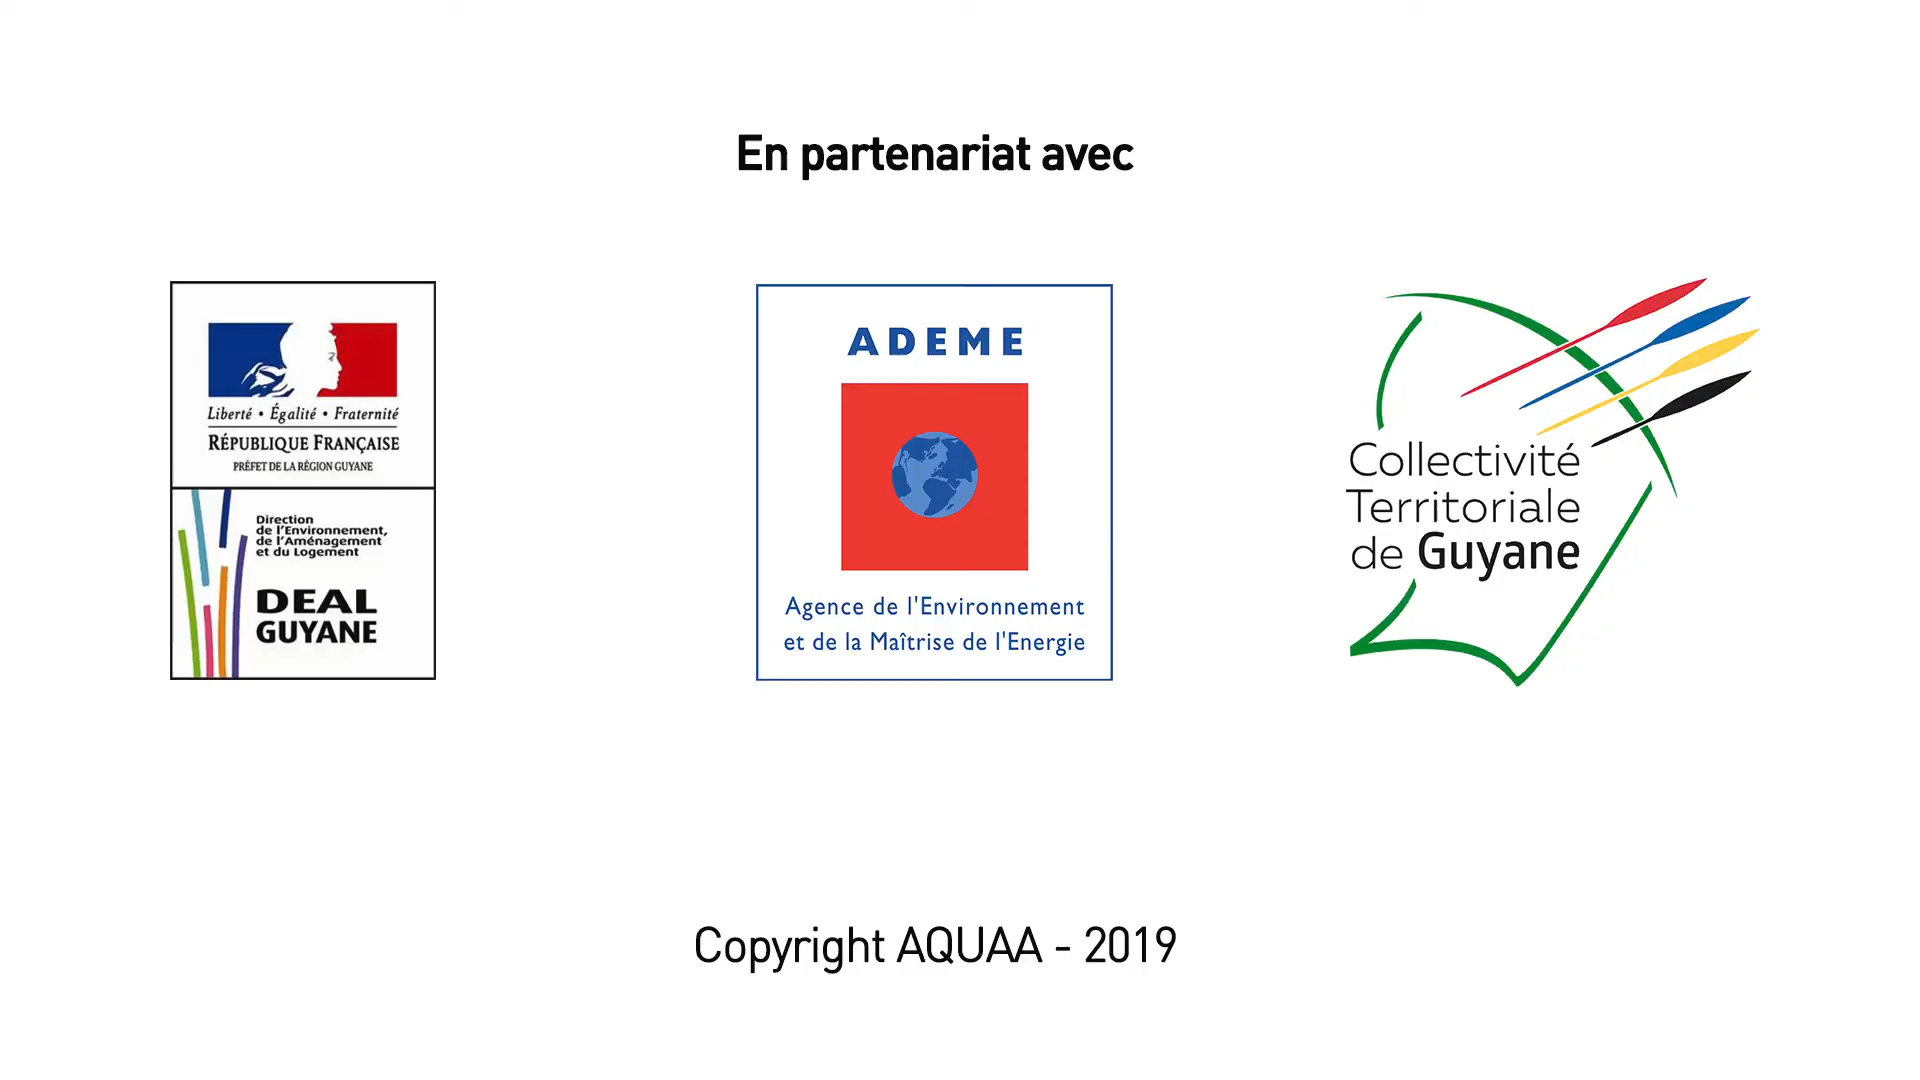 En partenariat avec
Liberté • Égalité • Fraternité
RÉPUBLIQUE FRANÇAISE
PRÉFET DE LA RÉGION GUYANE
Direction
de l'Environnement,
de l'Aménagement
et du Logement
DEAL
GUYANE
ADEME
Agence de l'Environnement
et de la Maîtrise de l'Energie
Collectivité
Territoriale
de Guyane
Copyright AQUAA - 2019